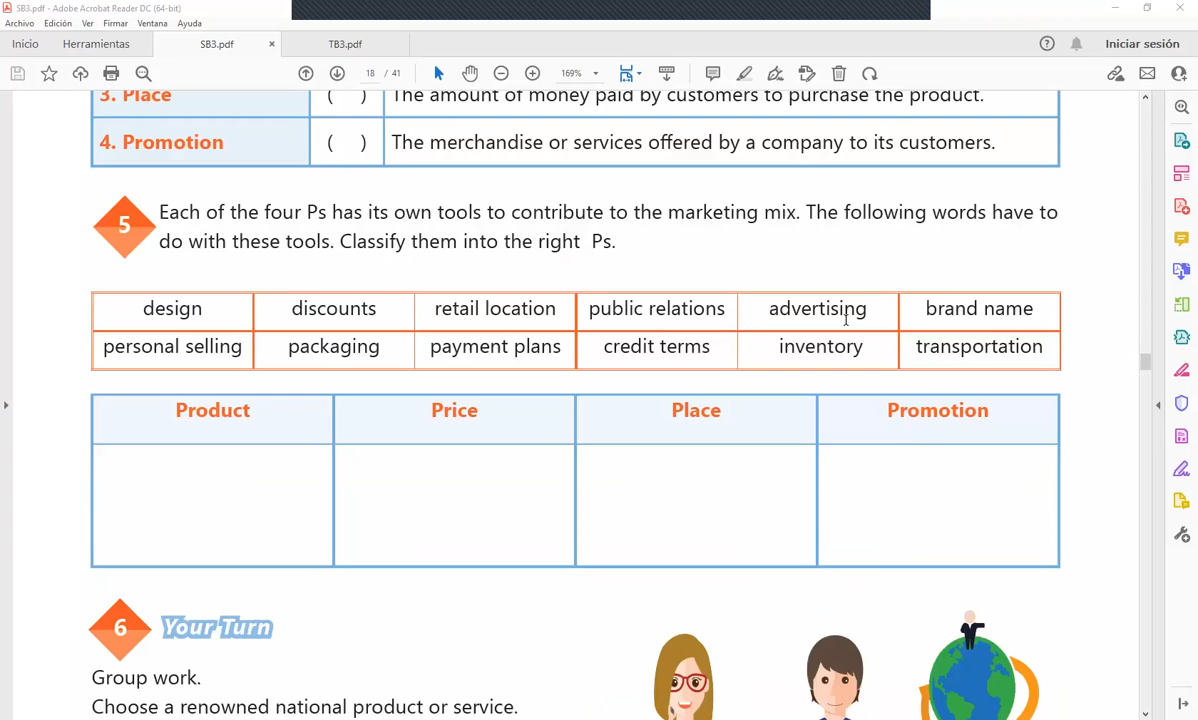 SB3.pdf - Adobe Acrobat Reader DC (64-bit)
Archivo Edición Ver Firmar Ventana Ayuda
Inicio Herramientas SB3.pdf × TB3.pdf Iniciar sesión
18 / 41 169%
3. Place ( ) The amount of money paid by customers to purchase the product.
4. Promotion ( ) The merchandise or services offered by a company to its customers.
5 Each of the four Ps has its own tools to contribute to the marketing mix. The following words have to
do with these tools. Classify them into the right Ps.
design discounts retail location public relations advertising brand name
personal selling packaging payment plans credit terms inventory transportation
Product Price Place Promotion
6 Your Turn
Group work.
Choose a renowned national product or service.